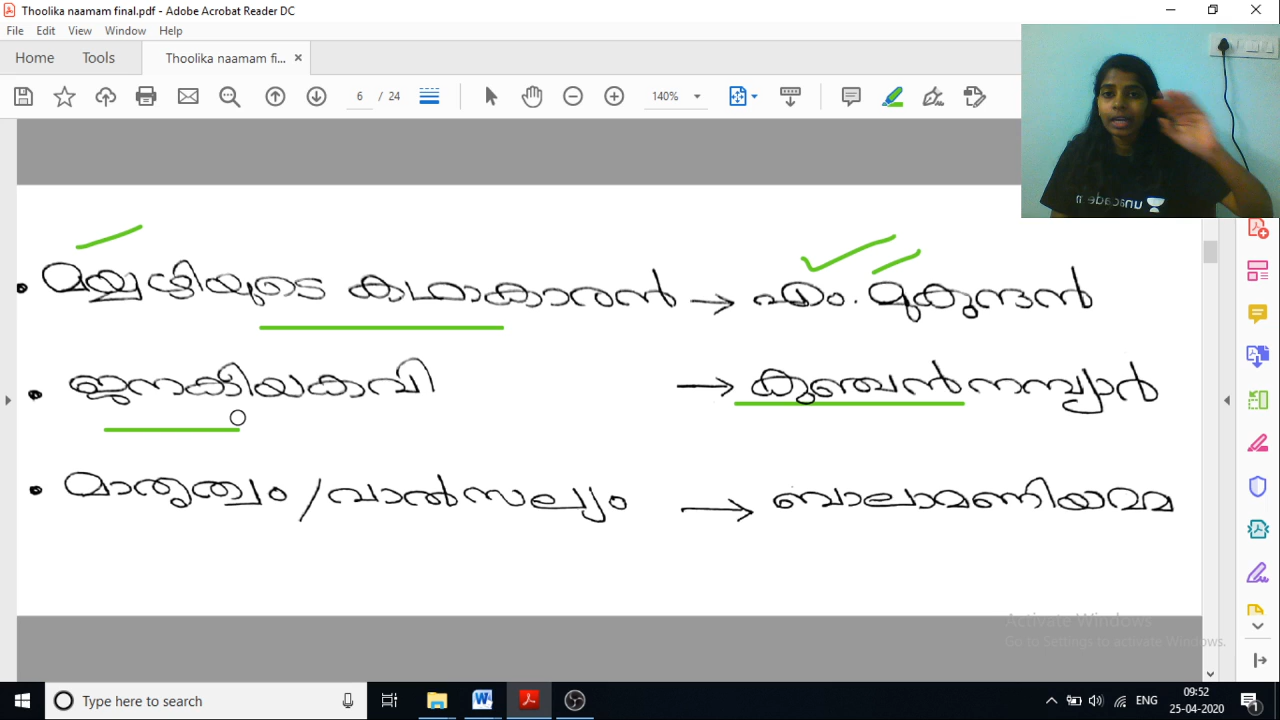 Thoolika naamam final.pdf - Adobe Acrobat Reader DC
File Edit View Window Help
Home Tools Thoolika naamam fi... ×
6 / 24 140%
unacadem
• മയ്യഴിയുടെ കഥാകാരൻ → എം. മുകുന്ദൻ
• ജനകീയകവി → കുഞ്ചൻനമ്പ്യാർ
• മാതൃത്വം/വാൽസല്യം → ബാലാമണിയമ്മ
Activate Windows
Go to Settings to activate Windows.
Type here to search
ENG 09:52
25-04-2020
1